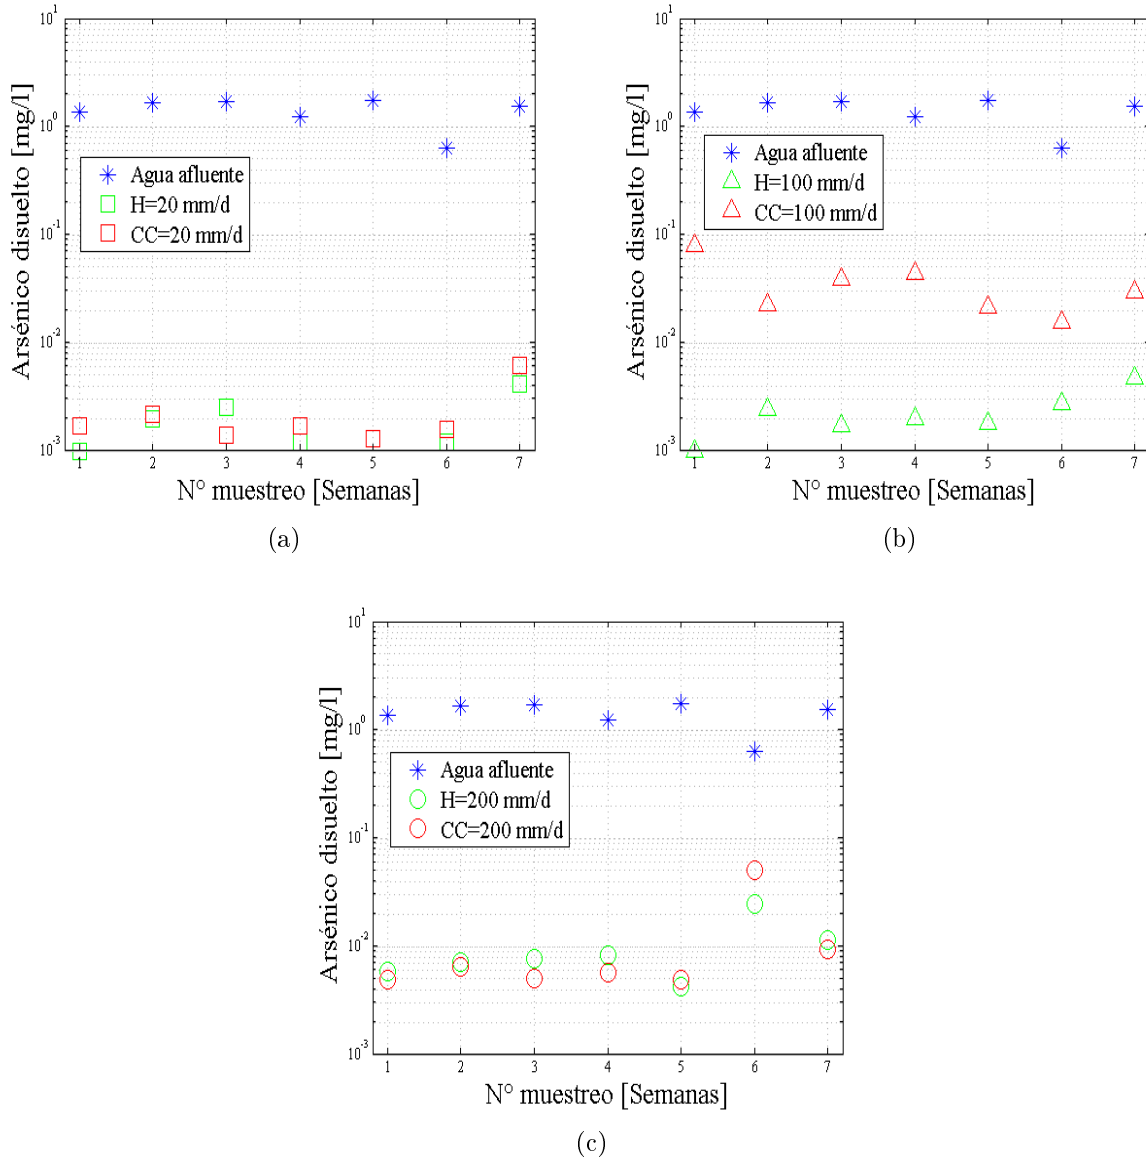 Arsénico disuelto [mg/l]
10^1
10^0
10^-1
10^-2
10^-3
Agua afluente
H=20 mm/d
CC=20 mm/d
1 2 3 4 5 6 7
N° muestreo [Semanas]
(a)
Arsénico disuelto [mg/l]
10^1
10^0
10^-1
10^-2
10^-3
Agua afluente
H=100 mm/d
CC=100 mm/d
1 2 3 4 5 6 7
N° muestreo [Semanas]
(b)
Arsénico disuelto [mg/l]
10^1
10^0
10^-1
10^-2
10^-3
Agua afluente
H=200 mm/d
CC=200 mm/d
1 2 3 4 5 6 7
N° muestreo [Semanas]
(c)